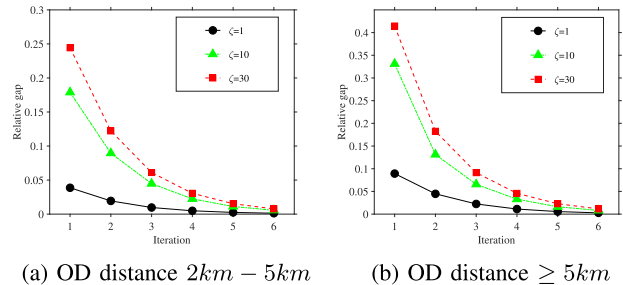 0.3
0.25
0.2
0.15
0.1
0.05
0
Relative gap
1 2 3 4 5 6
Iteration
ζ=1
ζ=10
ζ=30
(a) OD distance 2km − 5km
0.4
0.35
0.3
0.25
0.2
0.15
0.1
0.05
0
Relative gap
1 2 3 4 5 6
Iteration
ζ=1
ζ=10
ζ=30
(b) OD distance ≥ 5km